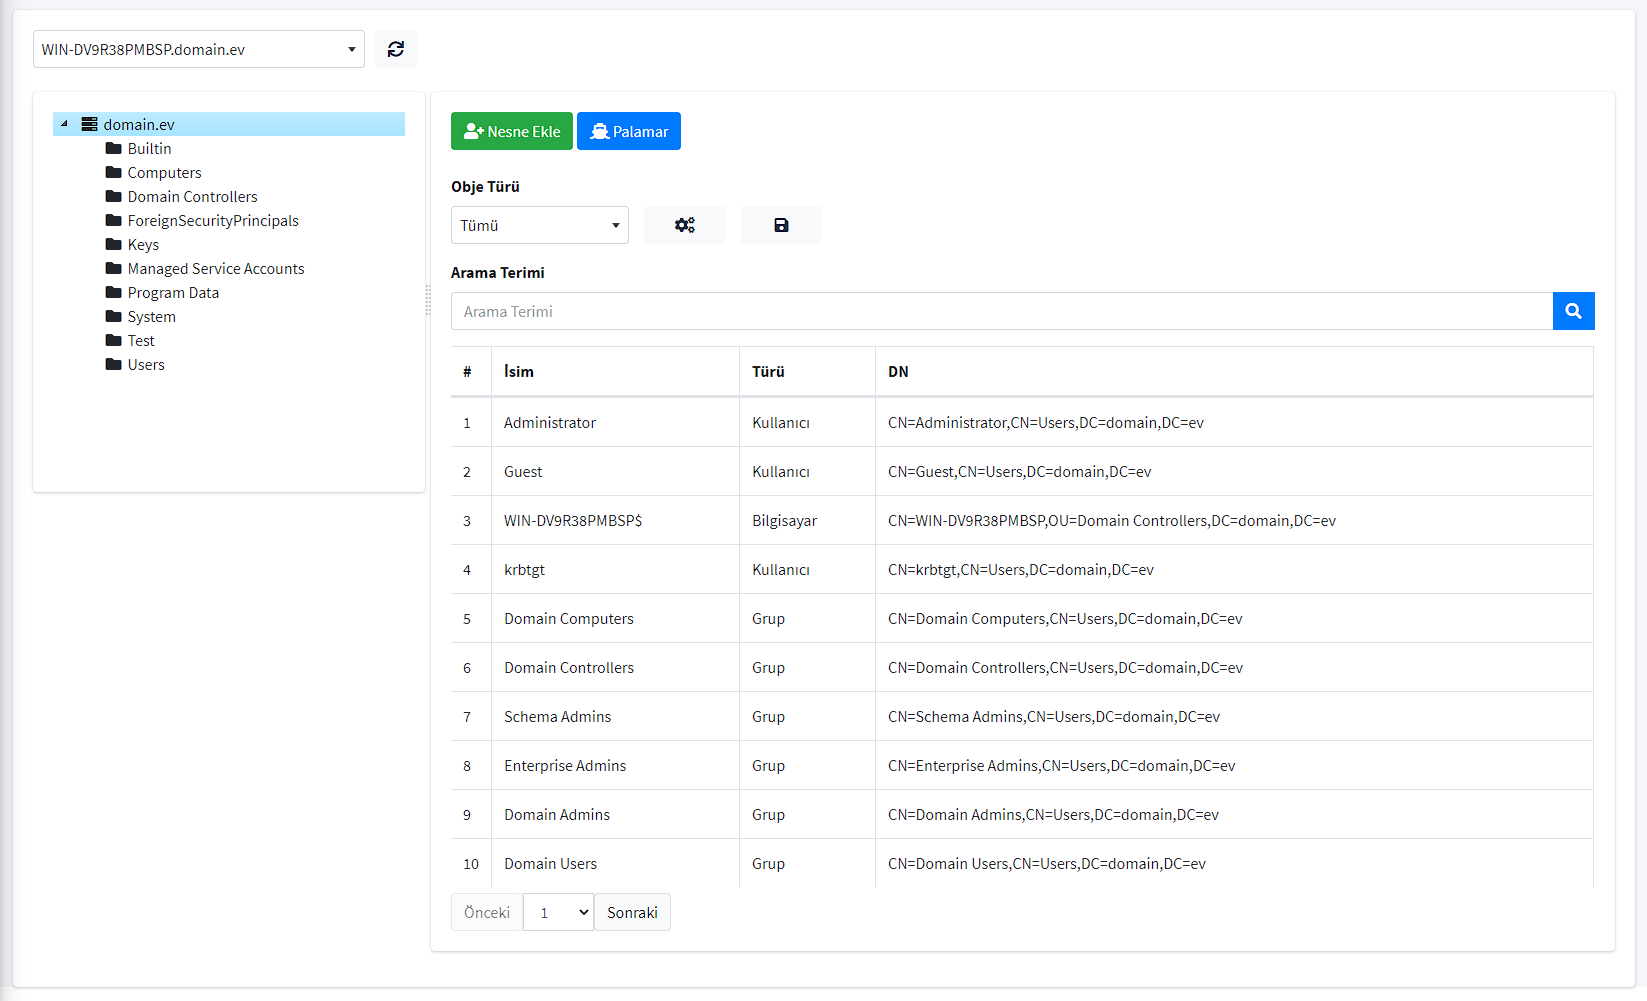 WIN-DV9R38PMBSP.domain.ev
domain.ev
Builtin
Computers
Domain Controllers
ForeignSecurityPrincipals
Keys
Managed Service Accounts
Program Data
System
Test
Users
Nesne Ekle Palamar
Obje Türü
Tümü
Arama Terimi
Arama Terimi
# İsim Türü DN
1 Administrator Kullanıcı CN=Administrator,CN=Users,DC=domain,DC=ev
2 Guest Kullanıcı CN=Guest,CN=Users,DC=domain,DC=ev
3 WIN-DV9R38PMBSP$ Bilgisayar CN=WIN-DV9R38PMBSP,OU=Domain Controllers,DC=domain,DC=ev
4 krbtgt Kullanıcı CN=krbtgt,CN=Users,DC=domain,DC=ev
5 Domain Computers Grup CN=Domain Computers,CN=Users,DC=domain,DC=ev
6 Domain Controllers Grup CN=Domain Controllers,CN=Users,DC=domain,DC=ev
7 Schema Admins Grup CN=Schema Admins,CN=Users,DC=domain,DC=ev
8 Enterprise Admins Grup CN=Enterprise Admins,CN=Users,DC=domain,DC=ev
9 Domain Admins Grup CN=Domain Admins,CN=Users,DC=domain,DC=ev
10 Domain Users Grup CN=Domain Users,CN=Users,DC=domain,DC=ev
Önceki 1 Sonraki